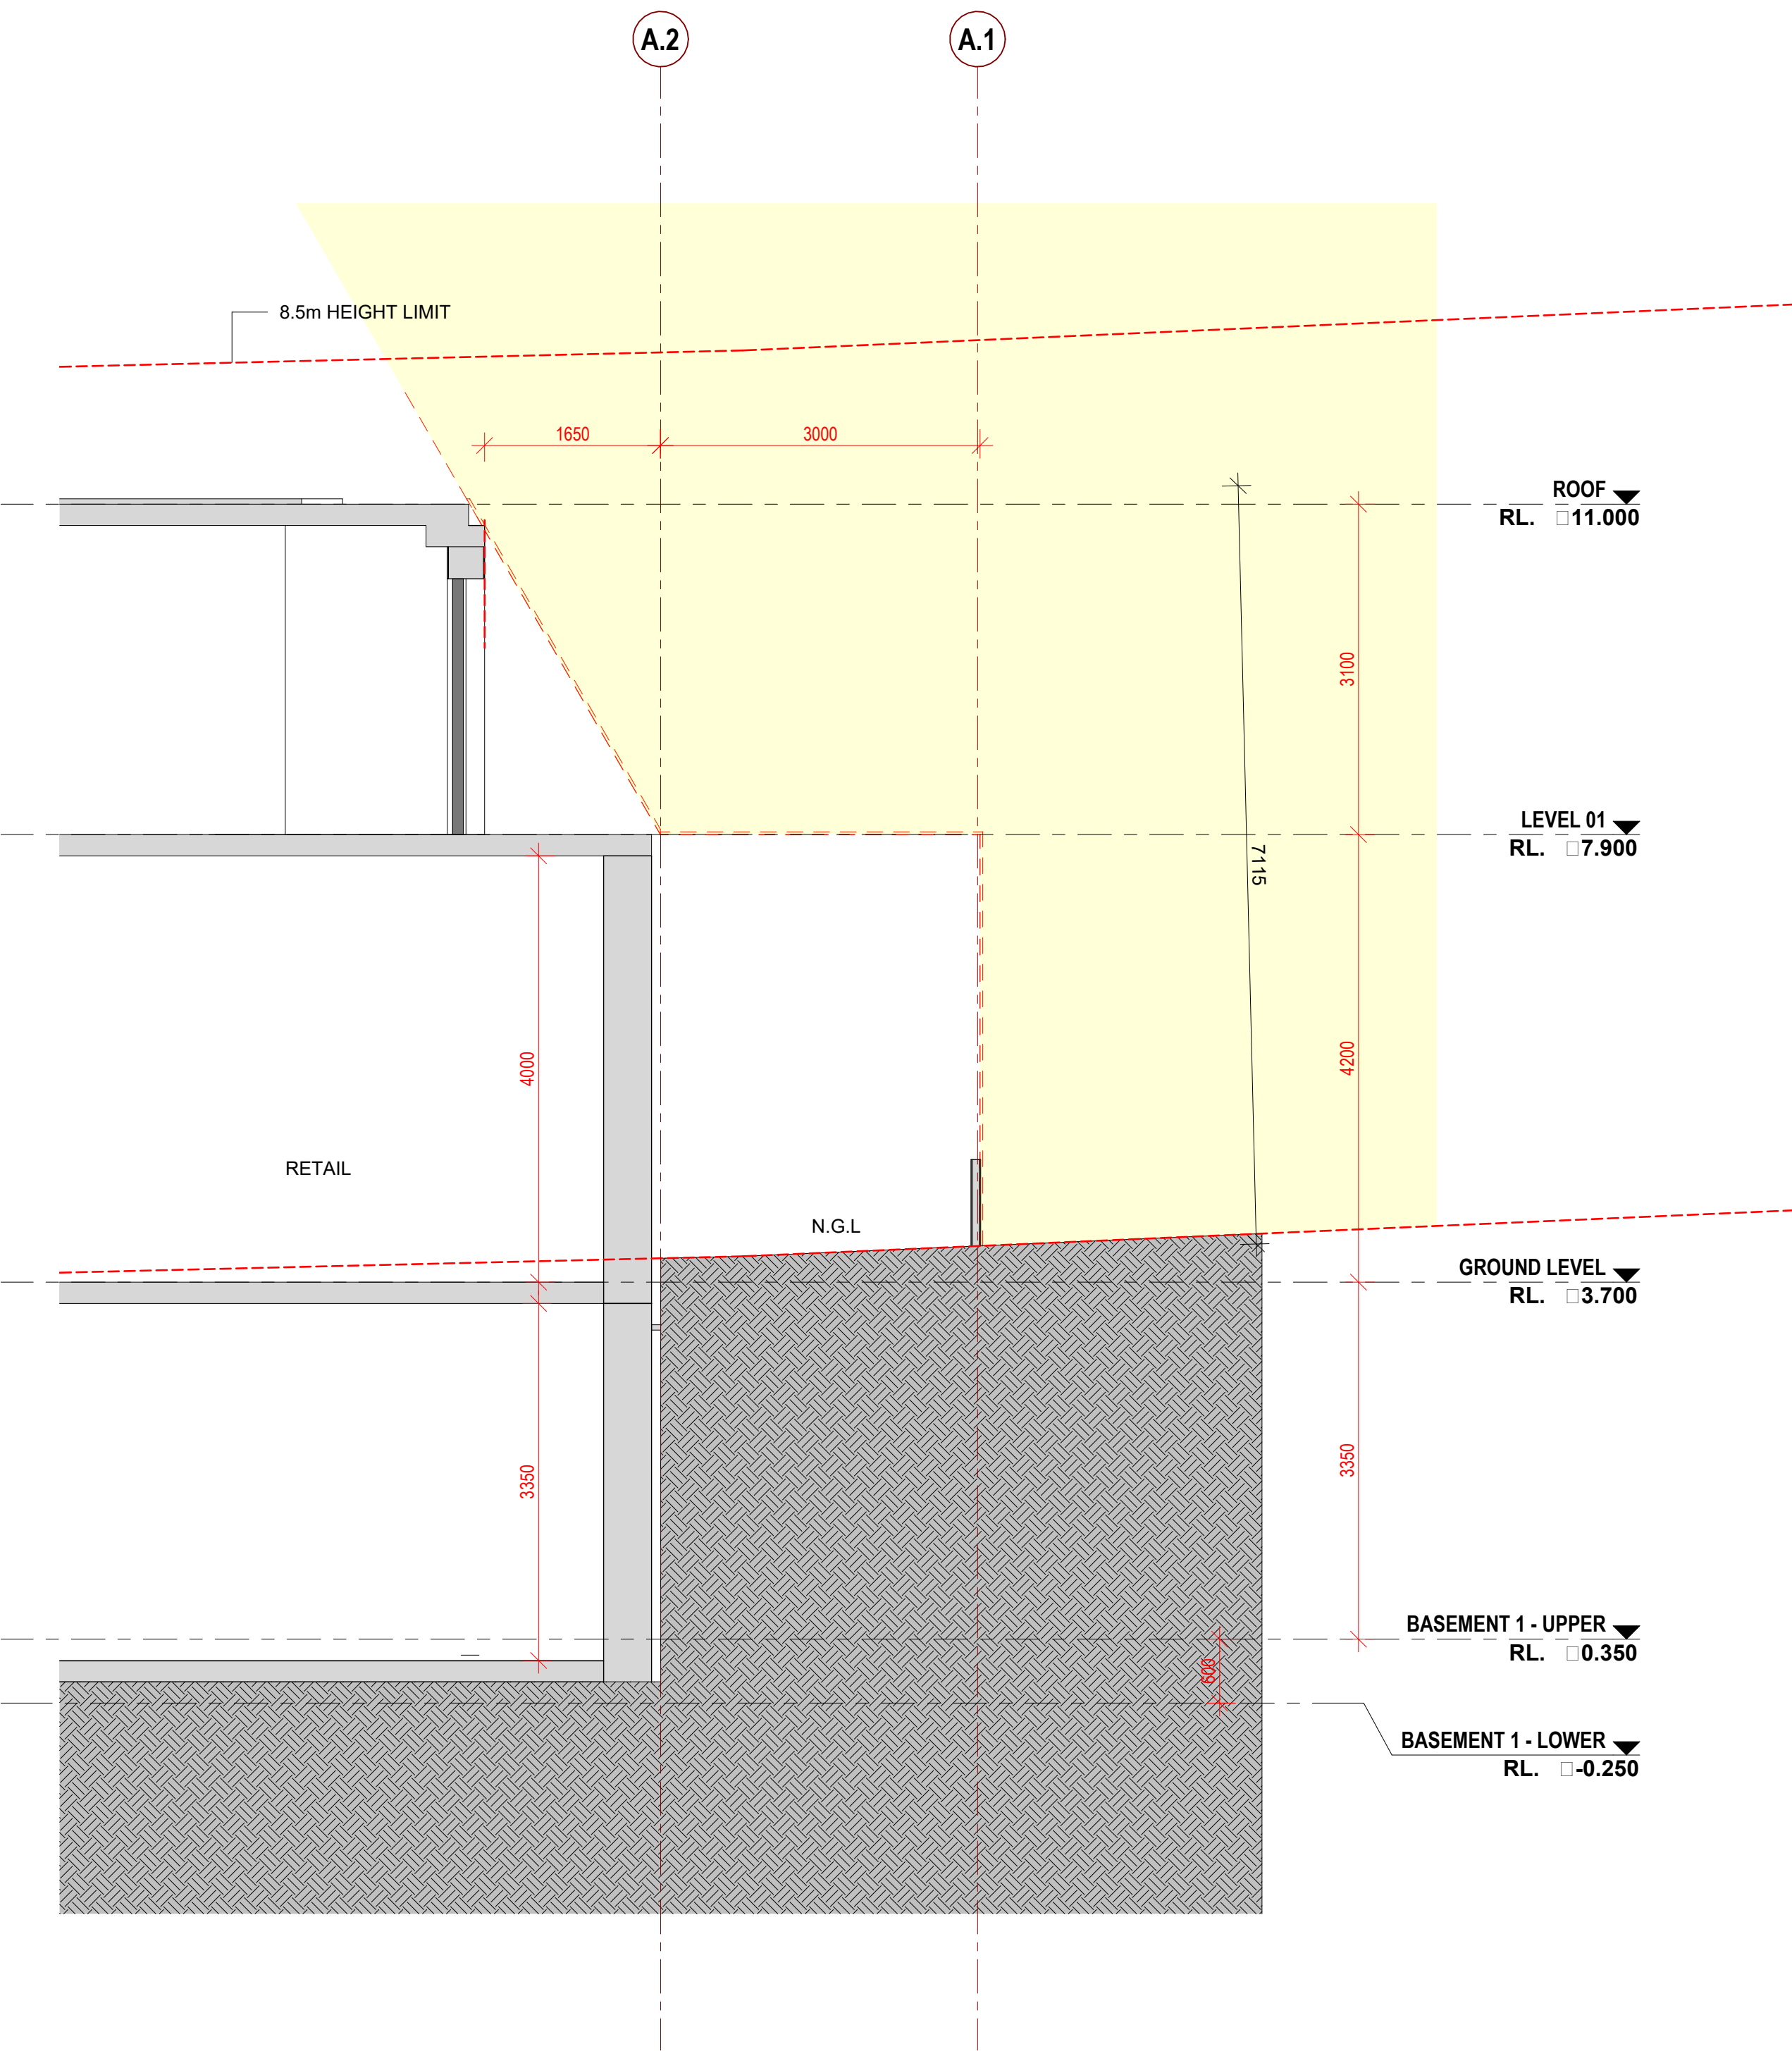 A.2
A.1
8.5m HEIGHT LIMIT
1650
3000
ROOF
RL. □11.000
3100
LEVEL 01
RL. □7.900
7115
4000
4200
RETAIL
N.G.L
GROUND LEVEL
RL. □3.700
3350
3350
BASEMENT 1 - UPPER
RL. □0.350
600
BASEMENT 1 - LOWER
RL. □-0.250